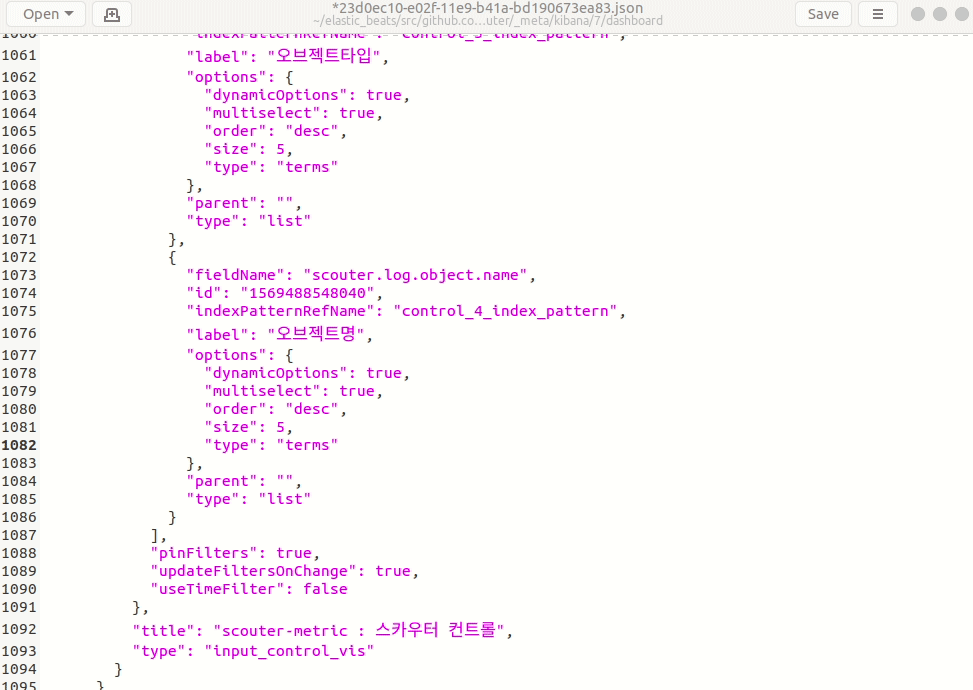 Open
*23d0ec10-e02f-11e9-b41a-bd190673ea83.json
~/elastic_beats/src/github.co...uter/_meta/kibana/7/dashboard
Save
1060 "indexPatternRefName": "control_3_index_pattern",
1061 "label": "오브젝트타입",
1062 "options": {
1063 "dynamicOptions": true,
1064 "multiselect": true,
1065 "order": "desc",
1066 "size": 5,
1067 "type": "terms"
1068 },
1069 "parent": "",
1070 "type": "list"
1071 },
1072 {
1073 "fieldName": "scouter.log.object.name",
1074 "id": "1569488548040",
1075 "indexPatternRefName": "control_4_index_pattern",
1076 "label": "오브젝트명",
1077 "options": {
1078 "dynamicOptions": true,
1079 "multiselect": true,
1080 "order": "desc",
1081 "size": 5,
1082 "type": "terms"
1083 },
1084 "parent": "",
1085 "type": "list"
1086 }
1087 ],
1088 "pinFilters": true,
1089 "updateFiltersOnChange": true,
1090 "useTimeFilter": false
1091 },
1092 "title": "scouter-metric : 스카우터 컨트롤",
1093 "type": "input_control_vis"
1094 }
1095 }